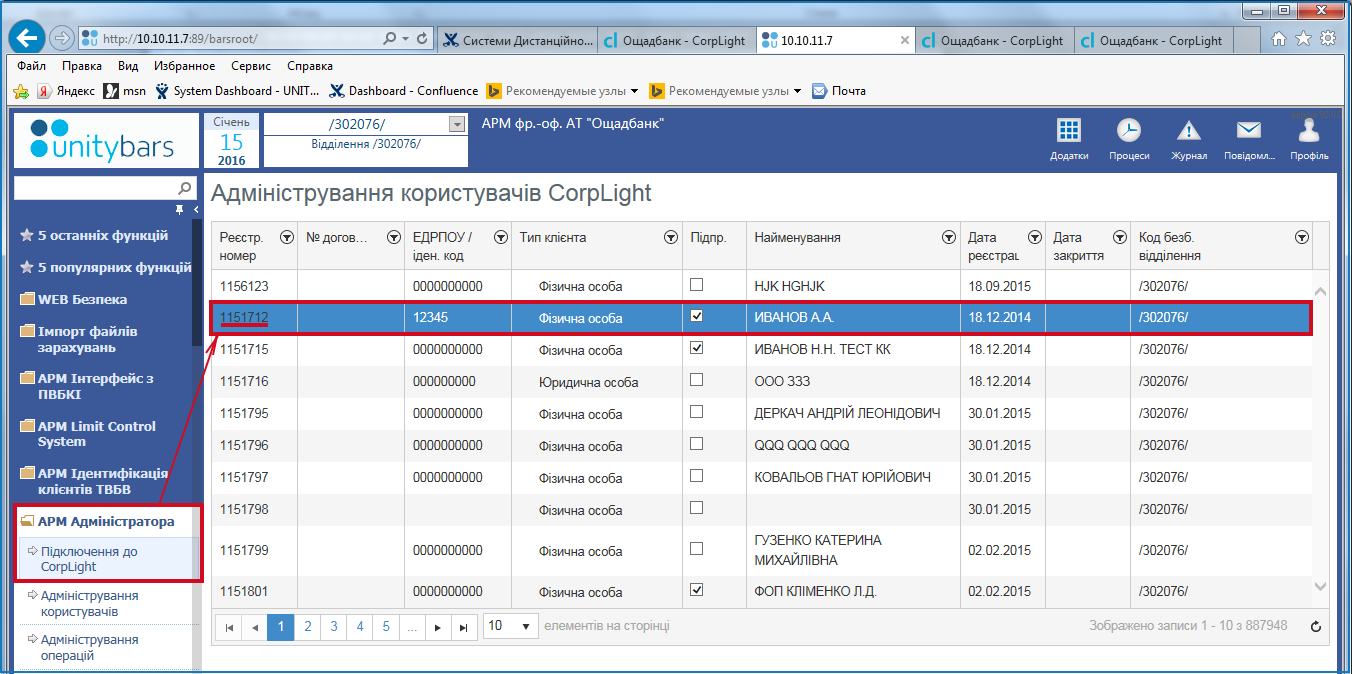 http://10.10.11.7:89/barsroot/
Системи Дистанційно...
Ощадбанк - CorpLight
10.10.11.7
Ощадбанк - CorpLight
Ощадбанк - CorpLight
Файл Правка Вид Избранное Сервис Справка
Яндекс msn System Dashboard - UNIT... Dashboard - Confluence Рекомендуемые узлы Рекомендуемые узлы Почта
unitybars
Січень
15
2016
/302076/
Відділення /302076/
АРМ фр.-оф. АТ "Ощадбанк"
Додатки Процеси Журнал Повідомл... Профіль
5 останніх функцій
5 популярних функцій
WEB Безпека
Імпорт файлів
зарахувань
АРМ Інтерфейс з
ПВБКІ
АРМ Limit Control
System
АРМ Ідентифікація
клієнтів ТВБВ
АРМ Адміністратора
Підключення до
CorpLight
Адміністрування
користувачів
Адміністрування
операцій
Адміністрування користувачів CorpLight
Реєстр.
номер
№ догов...
ЕДРПОУ /
іден. код
Тип клієнта
Підпр.
Найменування
Дата
реєстрац
Дата
закриття
Код безб.
відділення
1156123 0000000000 Фізична особа HJK HGHJK 18.09.2015 /302076/
1151712 12345 Фізична особа ИВАНОВ А.А. 18.12.2014 /302076/
1151715 0000000000 Фізична особа ИВАНОВ Н.Н. ТЕСТ КК 18.12.2014 /302076/
1151716 000000000 Юридична особа ООО 333 18.12.2014 /302076/
1151795 0000000000 Фізична особа ДЕРКАЧ АНДРІЙ ЛЕОНІДОВИЧ 30.01.2015 /302076/
1151796 0000000000 Фізична особа QQQ QQQ QQQ 30.01.2015 /302076/
1151797 0000000000 Фізична особа КОВАЛЬОВ ГНАТ ЮРІЙОВИЧ 30.01.2015 /302076/
1151798 Фізична особа 30.01.2015 /302076/
1151799 0000000000 Фізична особа ГУЗЕНКО КАТЕРИНА
МИХАЙЛІВНА 02.02.2015 /302076/
1151801 0000000000 Фізична особа ФОП КЛІМЕНКО Л.Д. 02.02.2015 /302076/
1 2 3 4 5 ... 10 елементів на сторінці Зображено записи 1 - 10 з 887948